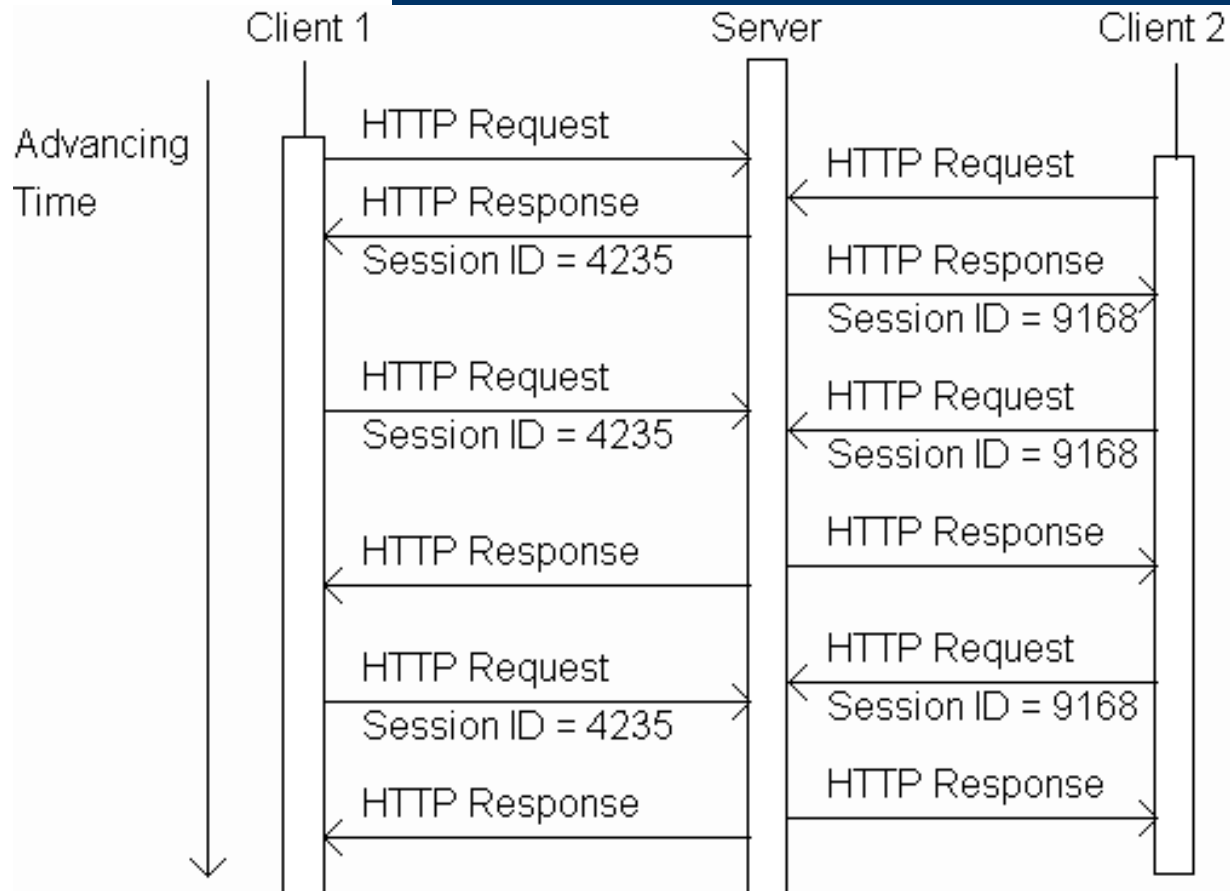 Client 1
Server
Client 2
Advancing
Time
HTTP Request
HTTP Request
HTTP Response
Session ID = 4235
HTTP Response
Session ID = 9168
HTTP Request
Session ID = 4235
HTTP Request
Session ID = 9168
HTTP Response
HTTP Response
HTTP Request
Session ID = 9168
HTTP Request
Session ID = 4235
HTTP Response
HTTP Response